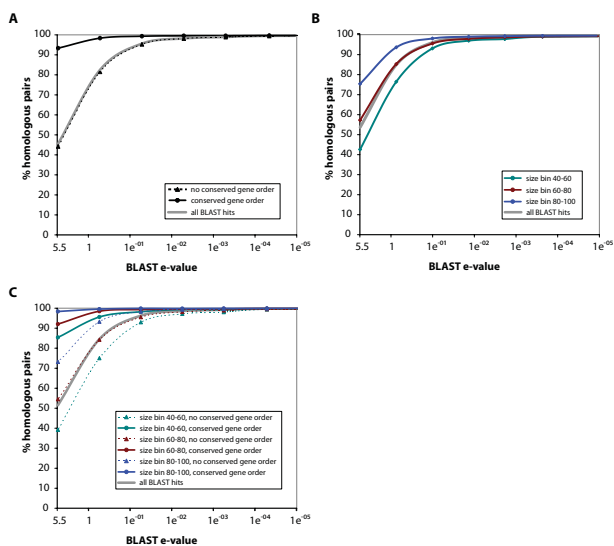 A
% homologous pairs
100
90
80
70
60
50
40
30
20
10
0
no conserved gene order
conserved gene order
all BLAST hits
5.5 1 1e-01 1e-02 1e-03 1e-04 1e-05
BLAST e-value
B
% homologous pairs
100
90
80
70
60
50
40
30
20
10
0
size bin 40-60
size bin 60-80
size bin 80-100
all BLAST hits
5.5 1 1e-01 1e-02 1e-03 1e-04 1e-05
BLAST e-value
C
% homologous pairs
100
90
80
70
60
50
40
30
20
10
0
size bin 40-60, no conserved gene order
size bin 40-60, conserved gene order
size bin 60-80, no conserved gene order
size bin 60-80, conserved gene order
size bin 80-100, no conserved gene order
size bin 80-100, conserved gene order
all BLAST hits
5.5 1 1e-01 1e-02 1e-03 1e-04 1e-05
BLAST e-value